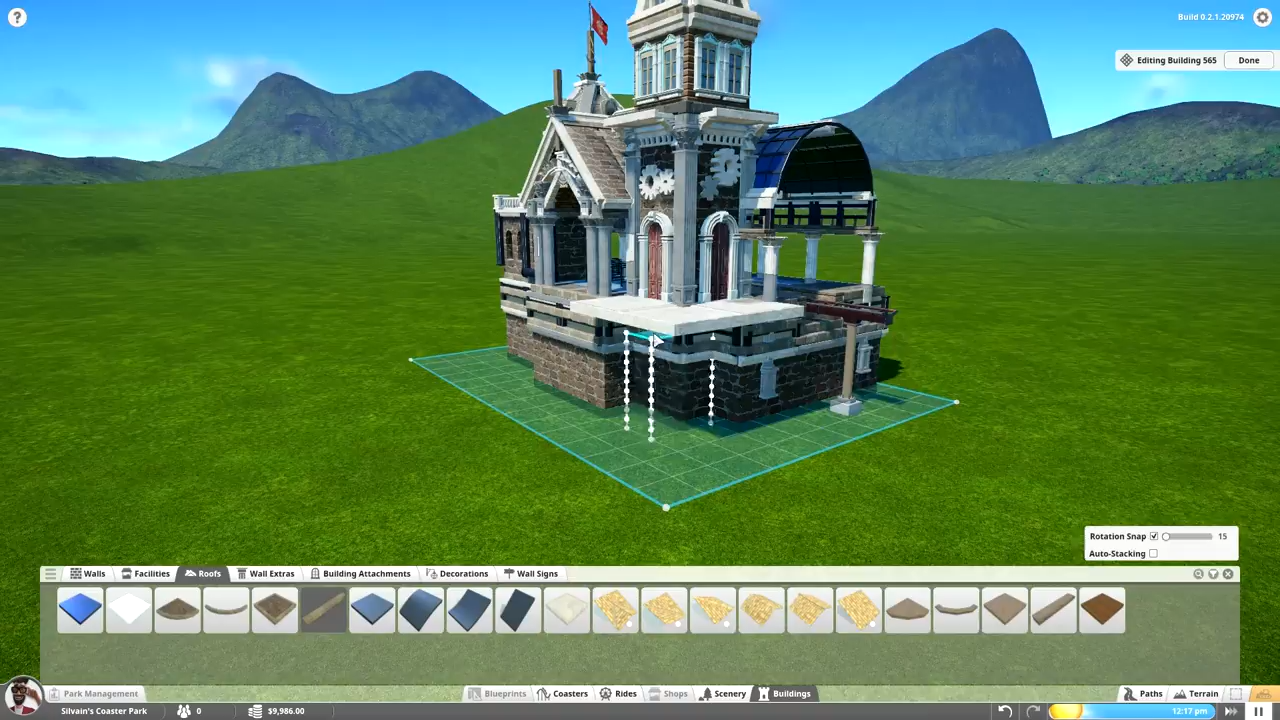 ?
Build 0.2.1.20974
Editing Building 565
Done
Rotation Snap
15
Auto-Stacking
Walls
Facilities
Roofs
Wall Extras
Building Attachments
Decorations
Wall Signs
Park Management
Blueprints
Coasters
Rides
Shops
Scenery
Buildings
Paths
Terrain
Silvain's Coaster Park
0
$9,986.00
12:17 pm